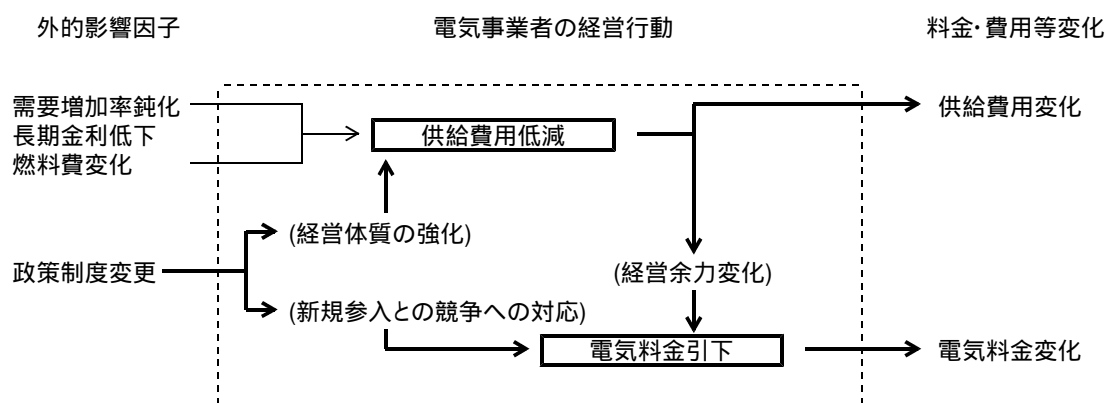 外的影響因子
電気事業者の経営行動
料金･費用等変化
需要増加率鈍化
長期金利低下
燃料費変化
供給費用低減
供給費用変化
(経営体質の強化)
政策制度変更
(経営余力変化)
(新規参入との競争への対応)
電気料金引下
電気料金変化